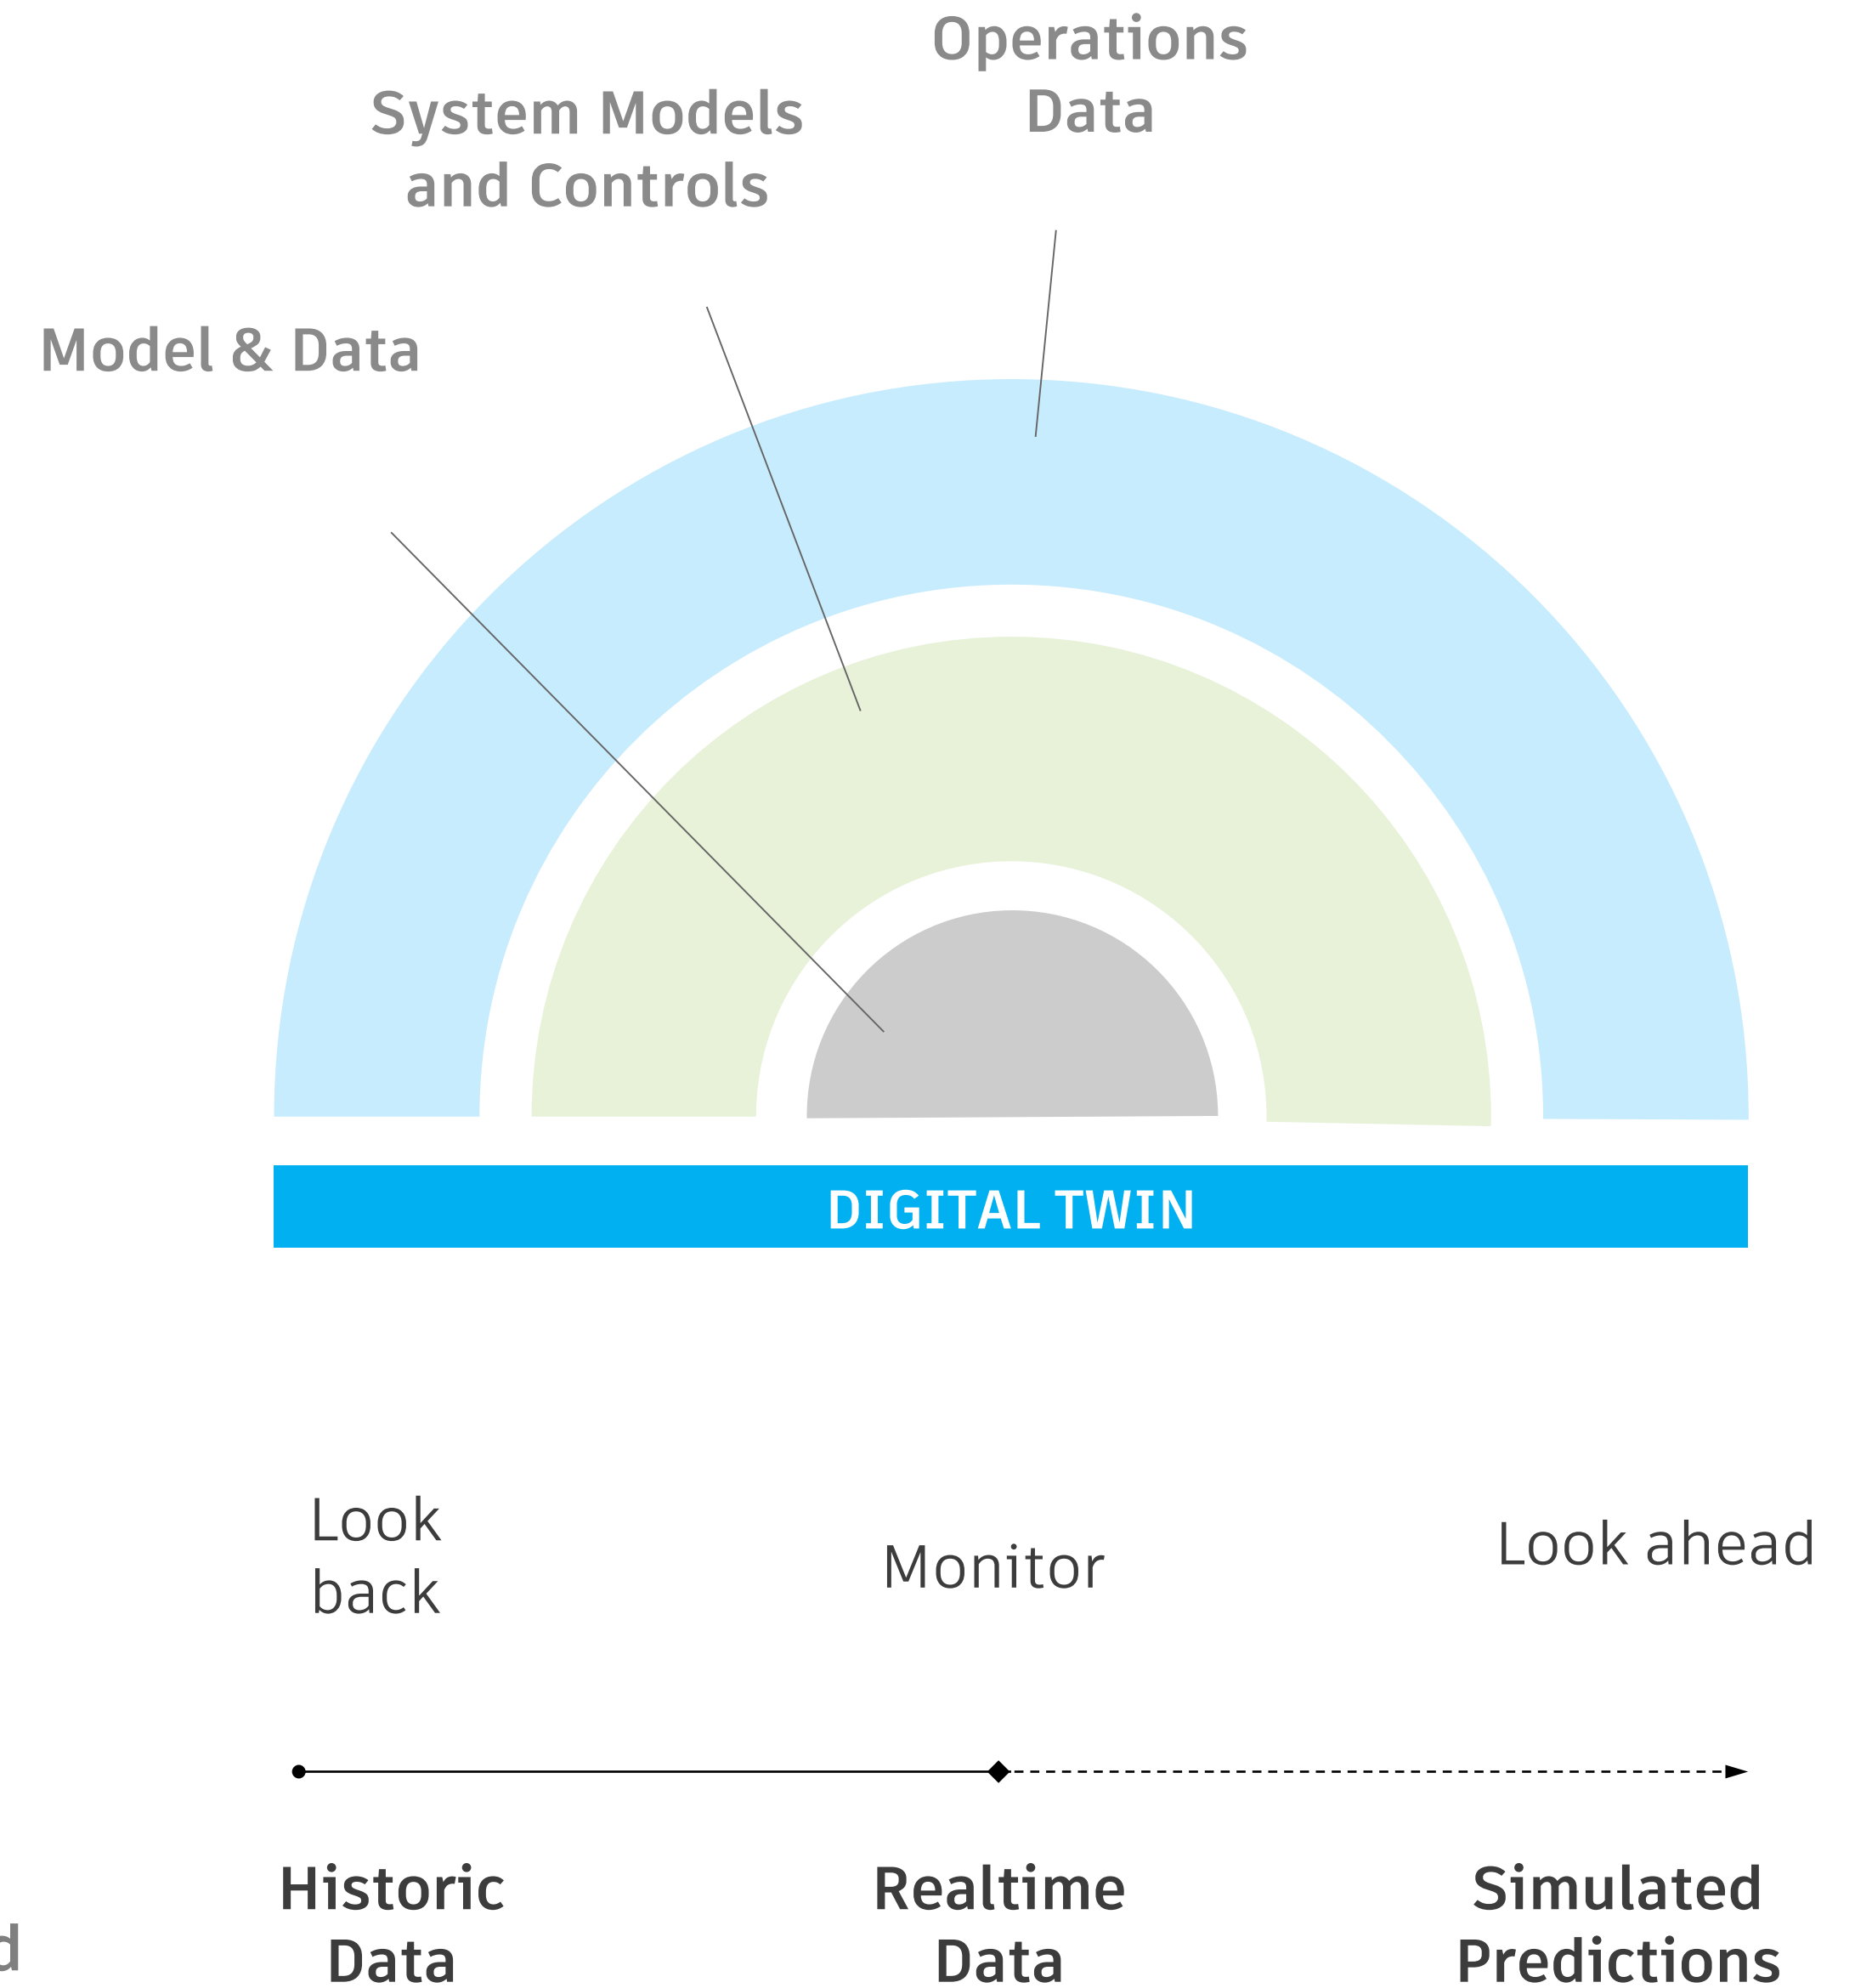 Operations
Data
System Models
and Controls
Model & Data
DIGITAL TWIN
Look
back
Monitor
Look ahead
Historic
Data
Realtime
Data
Simulated
Predictions
d